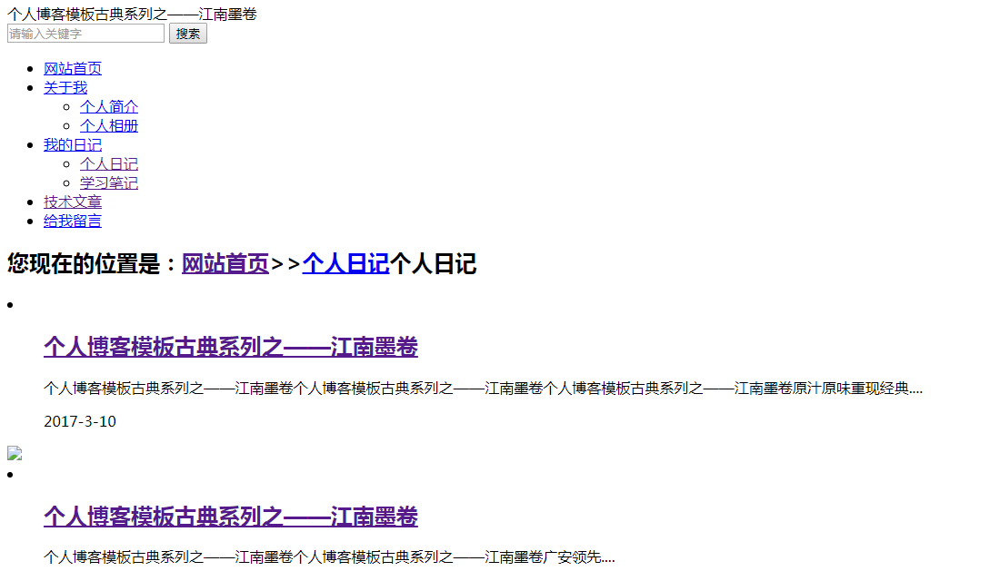 个人博客模板古典系列之——江南墨卷
请输入关键字 搜索
网站首页
关于我
个人简介
个人相册
我的日记
个人日记
学习笔记
技术文章
给我留言
您现在的位置是：网站首页>>个人日记个人日记
个人博客模板古典系列之——江南墨卷
个人博客模板古典系列之——江南墨卷个人博客模板古典系列之——江南墨卷个人博客模板古典系列之——江南墨卷原汁原味重现经典....
2017-3-10
个人博客模板古典系列之——江南墨卷
个人博客模板古典系列之——江南墨卷个人博客模板古典系列之——江南墨卷广安领先....